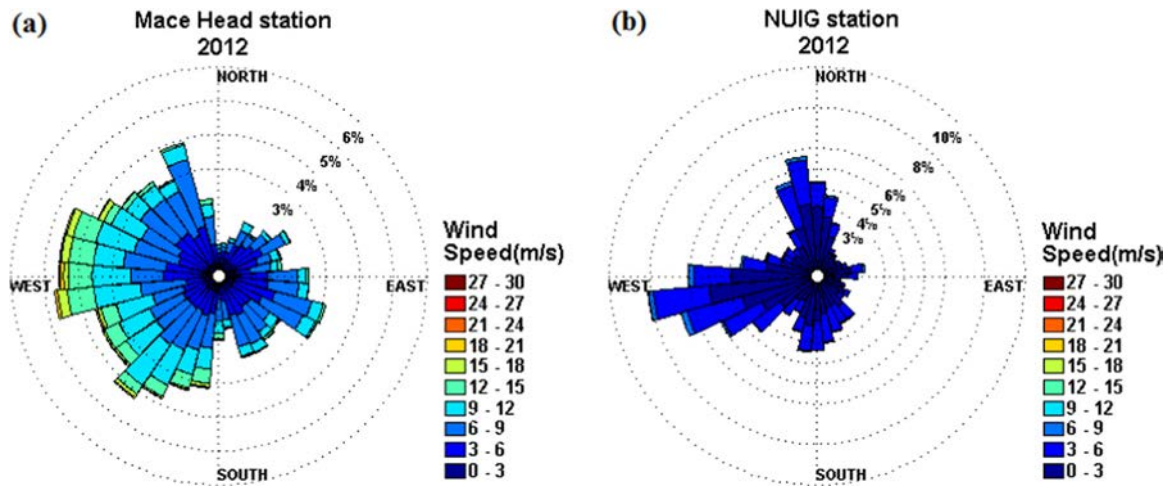 (a)
Mace Head station
2012
NORTH
6%
5%
4%
3%
WEST
EAST
SOUTH
Wind
Speed(m/s)
27 - 30
24 - 27
21 - 24
18 - 21
15 - 18
12 - 15
9 - 12
6 - 9
3 - 6
0 - 3
(b)
NUIG station
2012
NORTH
10%
8%
6%
5%
4%
3%
WEST
EAST
SOUTH
Wind
Speed(m/s)
27 - 30
24 - 27
21 - 24
18 - 21
15 - 18
12 - 15
9 - 12
6 - 9
3 - 6
0 - 3